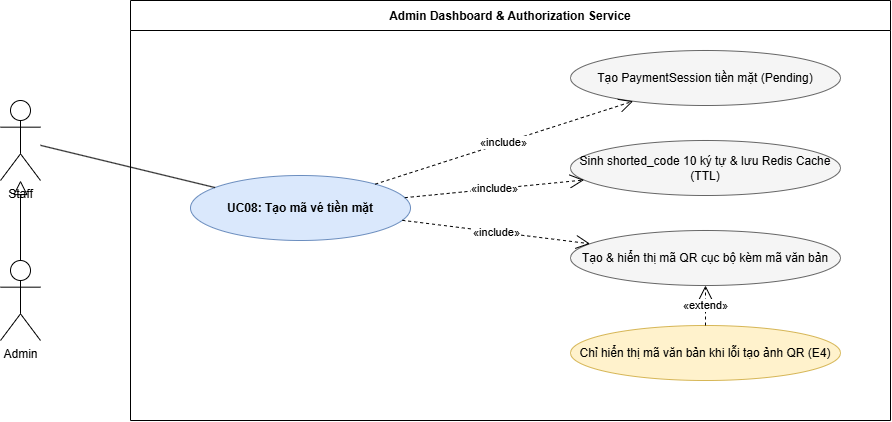 Admin Dashboard & Authorization Service
Tạo PaymentSession tiền mặt (Pending)
«include»
Sinh shorted_code 10 ký tự & lưu Redis Cache
(TTL)
«include»
Staff
UC08: Tạo mã vé tiền mặt
«include»
Tạo & hiển thị mã QR cục bộ kèm mã văn bản
«extend»
Admin
Chỉ hiển thị mã văn bản khi lỗi tạo ảnh QR (E4)